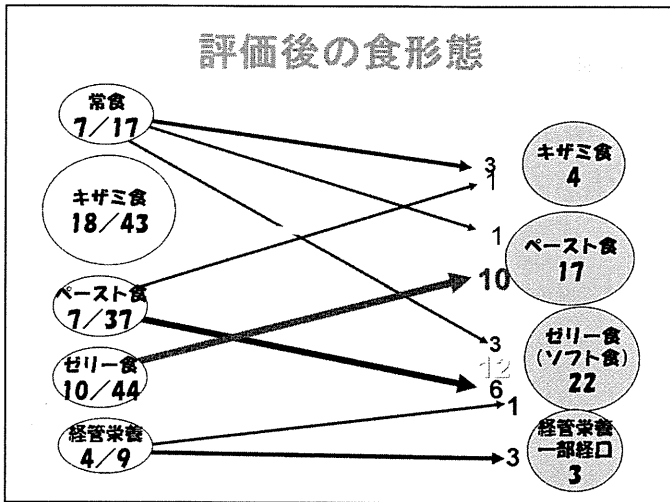 評価後の食形態
常食
7/17
キザミ食
18/43
ペースト食
7/37
ゼリー食
10/44
経管栄養
4/9
3
1
1
10
3
12
6
1
3
キザミ食
4
ペースト食
17
ゼリー食
(ソフト食)
22
経管栄養
一部経口
3